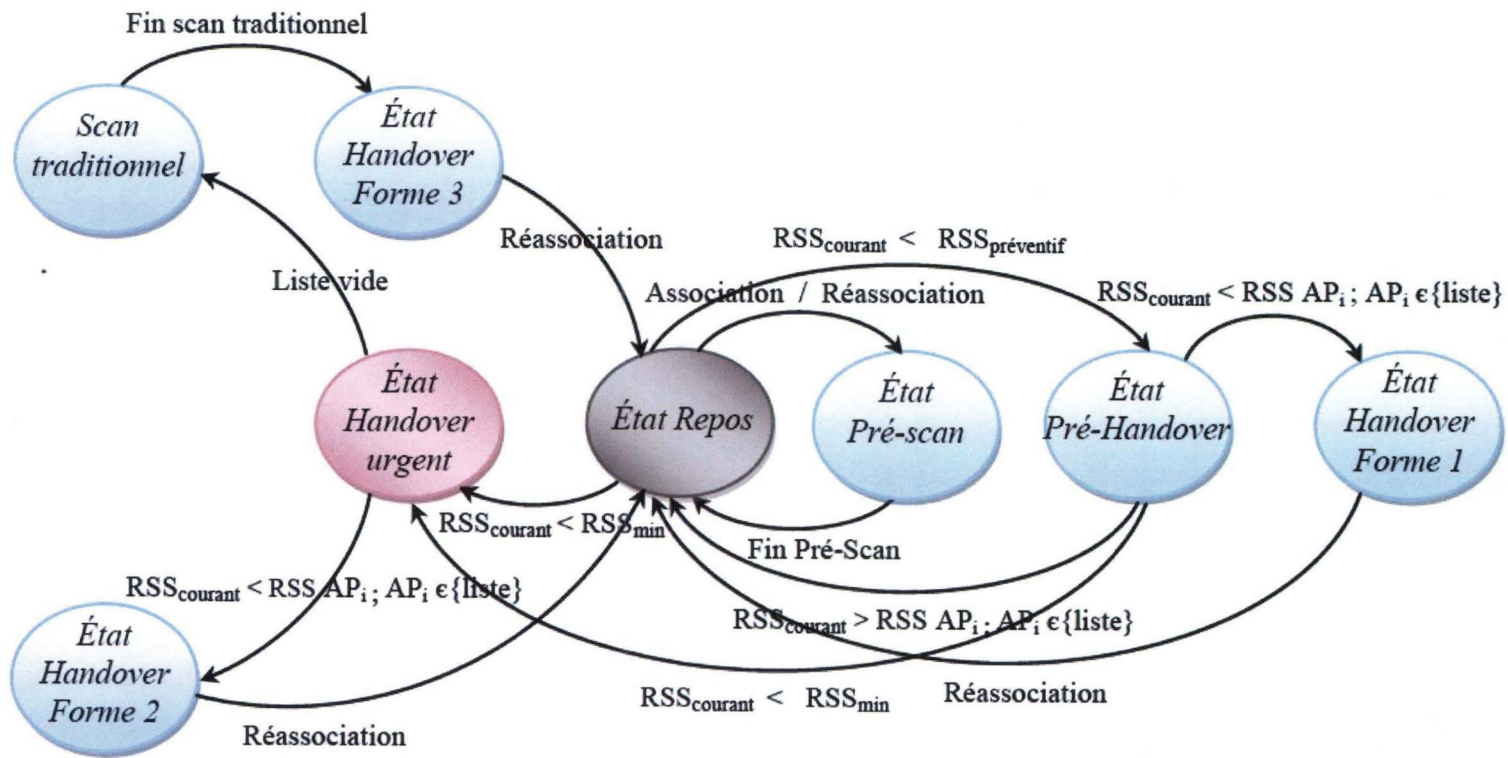 Fin scan traditionnel
Scan
traditionnel
État
Handover
Forme 3
Réassociation
RSScourant < RSSpréventif
Liste vide
Association / Réassociation
RSScourant < RSS APi ; APi ϵ{liste}
État
Handover
urgent
État Repos
État
Pré-scan
État
Pré-Handover
État
Handover
Forme 1
RSScourant < RSSmin
Fin Pré-Scan
RSScourant < RSS APi ; APi ϵ{liste}
RSScourant > RSS APi ; APi ϵ{liste}
État
Handover
Forme 2
RSScourant < RSSmin
Réassociation
Réassociation